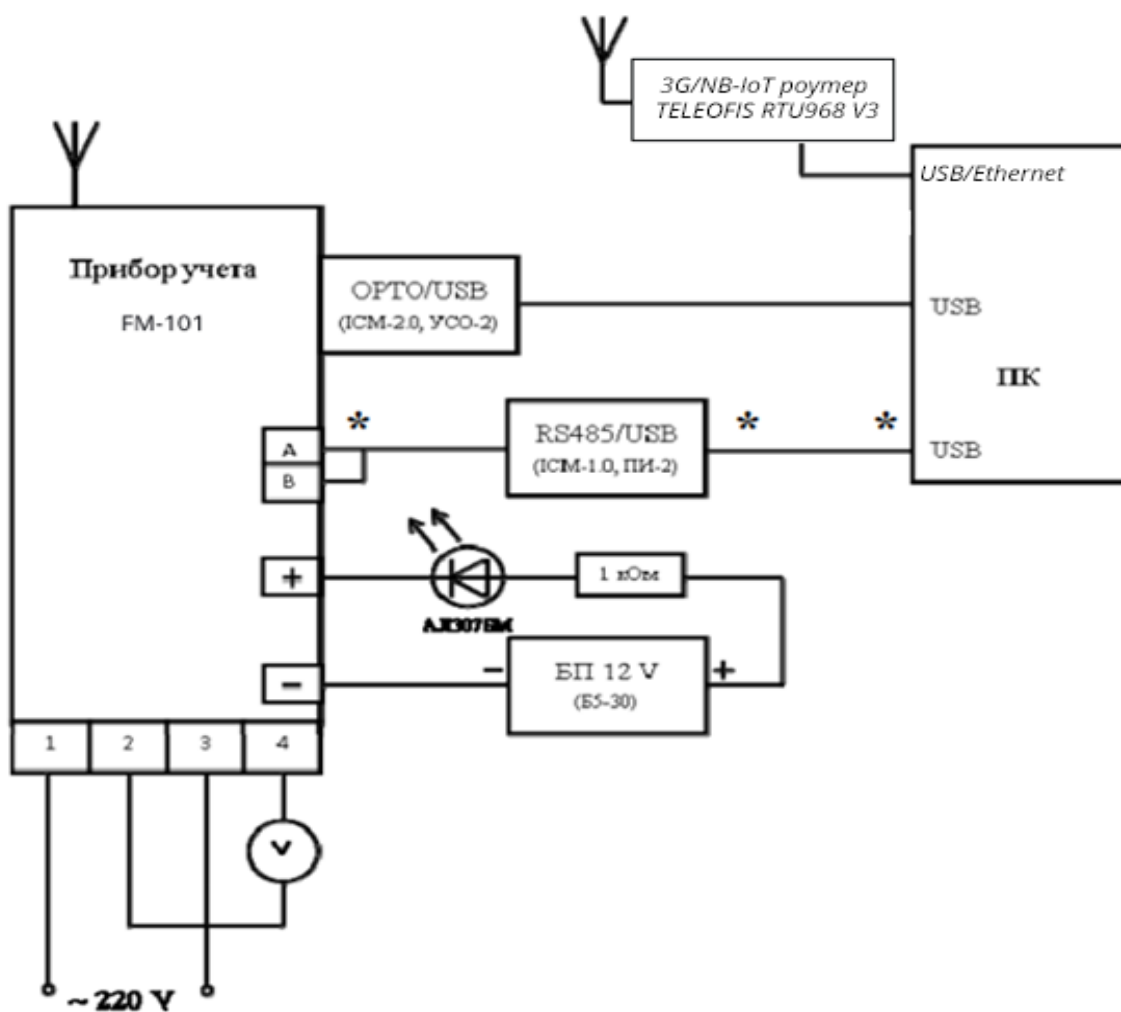 3G/NB-IoT роутер
TELEOFIS RTU968 V3
USB/Ethernet
Прибор учета
FM-101
OPTO/USB
(ICM-2.0, УСО-2)
USB
ПК
*
*
*
A
B
RS485/USB
(ICM-1.0, ПИ-2)
USB
+
1 кОм
АЛ307БМ
-
-
БП 12 V
(Б5-30)
+
1
2
3
4
V
~ 220 V